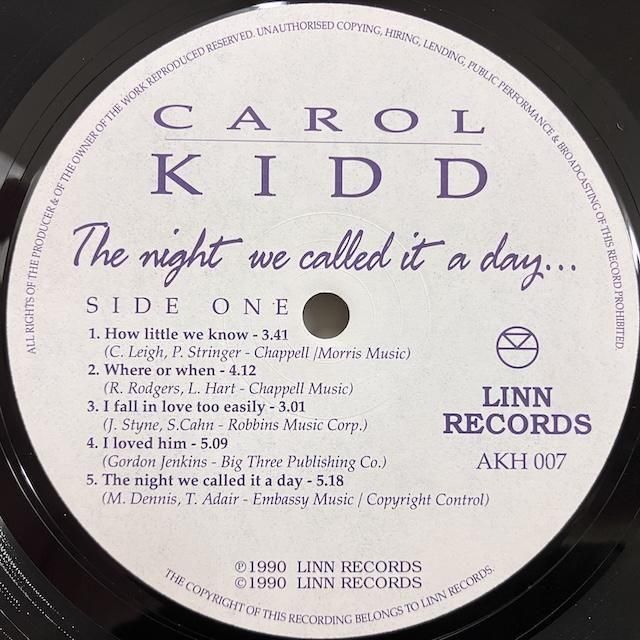 ALL RIGHTS OF THE PRODUCER & OF THE OWNER OF THE WORK REPRODUCED RESERVED. UNAUTHORISED COPYING, HIRING, LENDING, PUBLIC PERFORMANCE & BROADCASTING OF THIS RECORD PROHIBITED.
CAROL
KIDD
The night we called it a day...
SIDE ONE
1. How little we know - 3.41
(C. Leigh, P. Stringer - Chappell /Morris Music)
2. Where or when - 4.12
(R. Rodgers, L. Hart - Chappell Music)
3. I fall in love too easily - 3.01
(J. Styne, S.Cahn - Robbins Music Corp.)
4. I loved him - 5.09
(Gordon Jenkins - Big Three Publishing Co.)
5. The night we called it a day - 5.18
(M. Dennis, T. Adair - Embassy Music / Copyright Control)
LINN
RECORDS
AKH 007
℗1990 LINN RECORDS
©1990 LINN RECORDS
THE COPYRIGHT OF THIS RECORDING BELONGS TO LINN RECORDS.